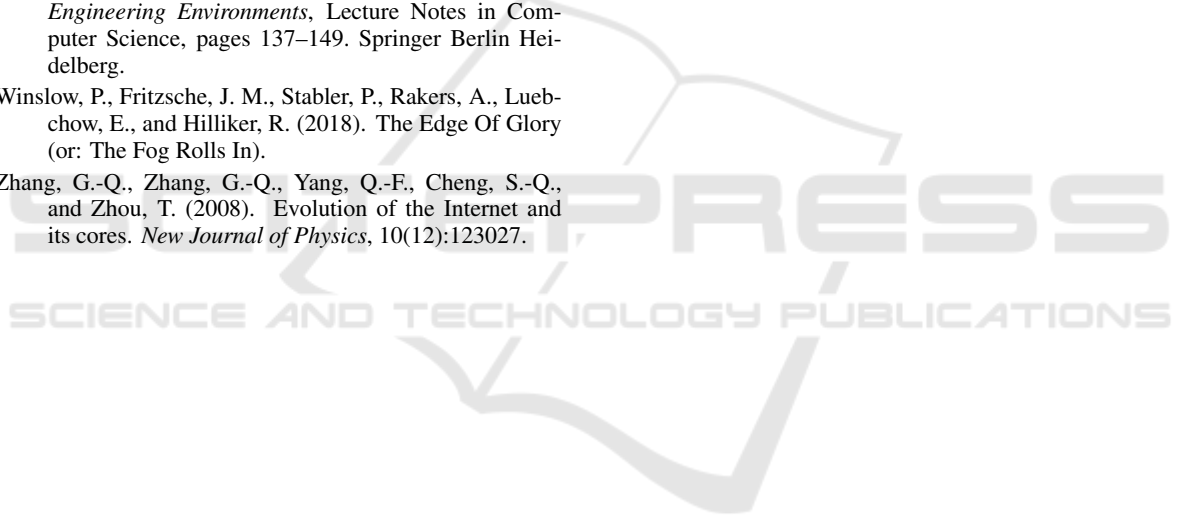 Engineering Environments, Lecture Notes in Com-
puter Science, pages 137–149. Springer Berlin Hei-
delberg.
Winslow, P., Fritzsche, J. M., Stabler, P., Rakers, A., Lueb-
chow, E., and Hilliker, R. (2018). The Edge Of Glory
(or: The Fog Rolls In).
Zhang, G.-Q., Zhang, G.-Q., Yang, Q.-F., Cheng, S.-Q.,
and Zhou, T. (2008). Evolution of the Internet and
its cores. New Journal of Physics, 10(12):123027.
SCITEPRESS
SCIENCE AND TECHNOLOGY PUBLICATIONS